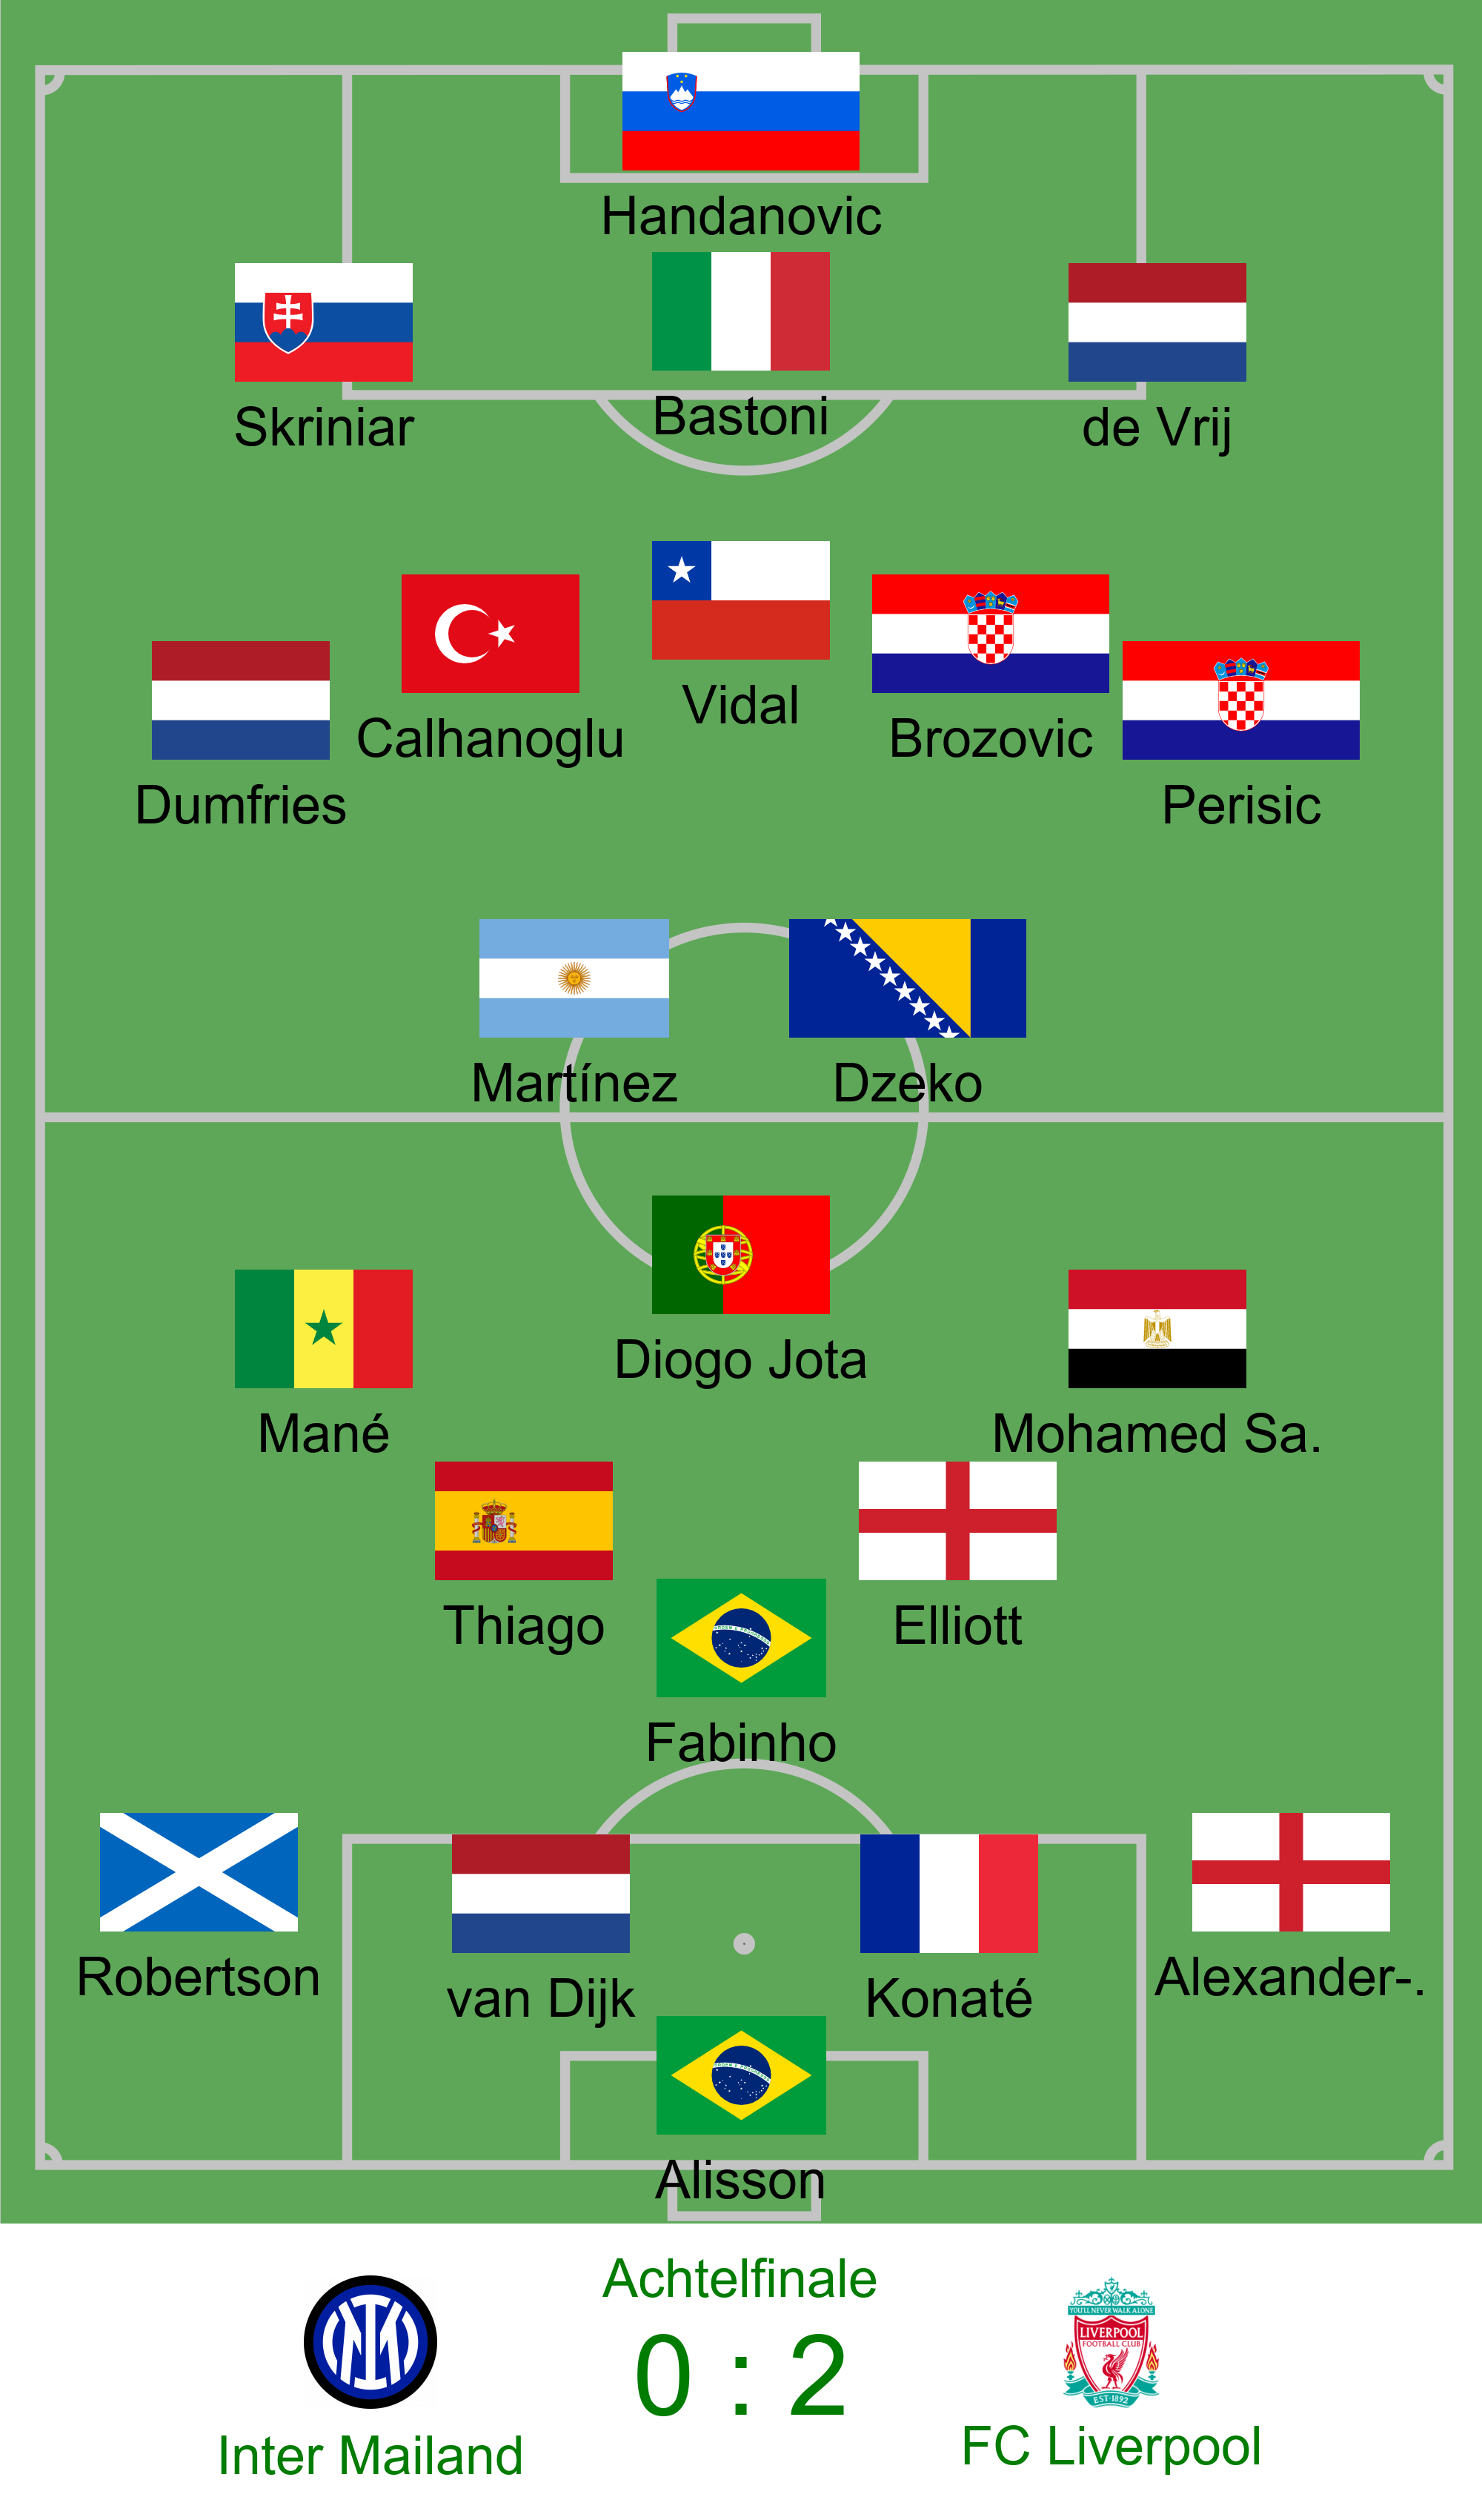 Handanovic
Skriniar
Bastoni
de Vrij
Dumfries
Calhanoglu
Vidal
Brozovic
Perisic
Martínez
Dzeko
Mané
Diogo Jota
Mohamed Sa.
Thiago
Elliott
Fabinho
Robertson
van Dijk
Konaté
Alexander-.
Alisson
Achtelfinale
0 : 2
YOU'LL NEVER WALK ALONE
LIVERPOOL
FOOTBALL CLUB
EST·1892
Inter Mailand
FC Liverpool